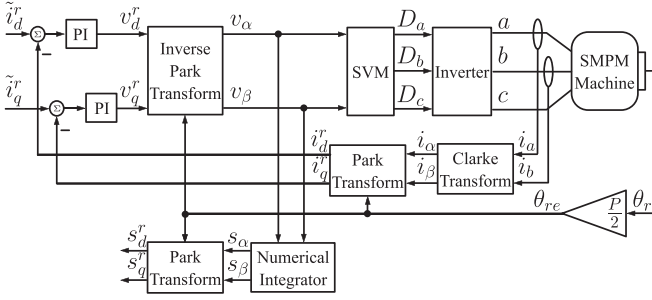 ĩ_d^r
Σ
PI
v_d^r
Inverse
Park
Transform
v_α
SVM
D_a
D_b
D_c
Inverter
a
b
c
SMPM
Machine
ĩ_q^r
Σ
PI
v_q^r
v_β
i_d^r
i_q^r
Park
Transform
i_α
i_β
Clarke
Transform
i_a
i_b
θ_re
P/2
θ_r
s_d^r
s_q^r
Park
Transform
s_α
s_β
Numerical
Integrator